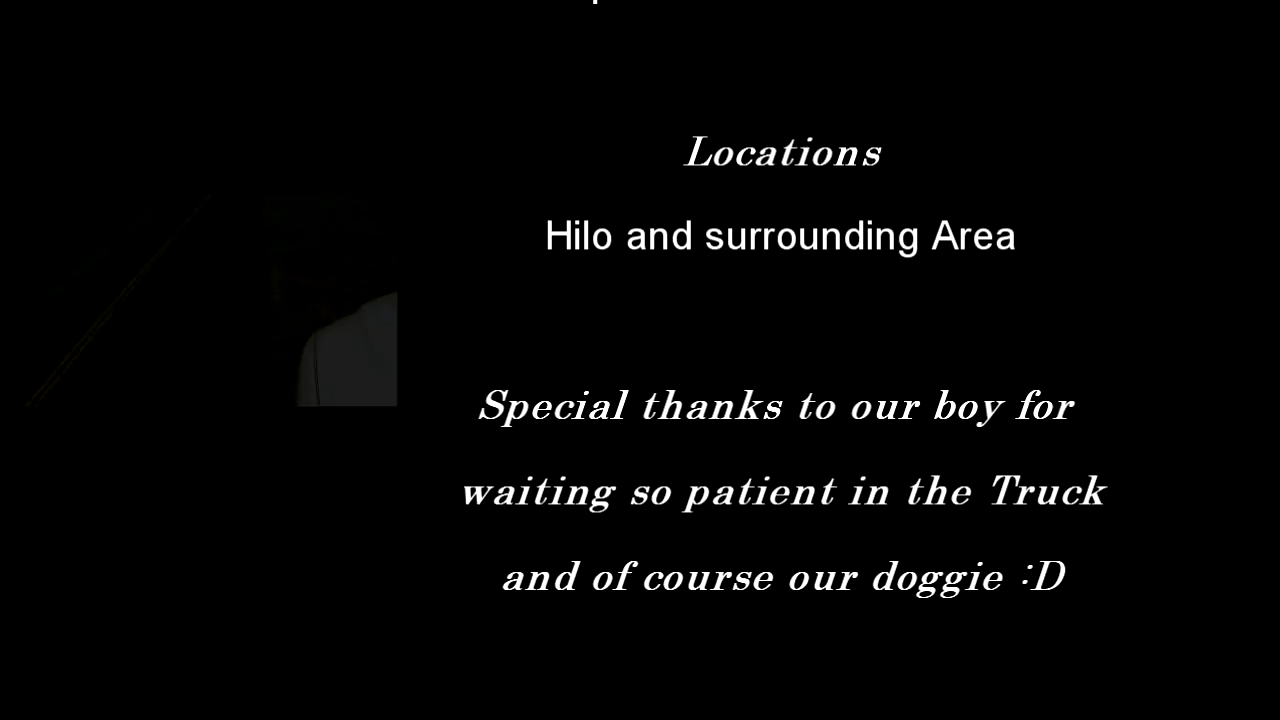 Locations
Hilo and surrounding Area
Special thanks to our boy for
waiting so patient in the Truck
and of course our doggie :D